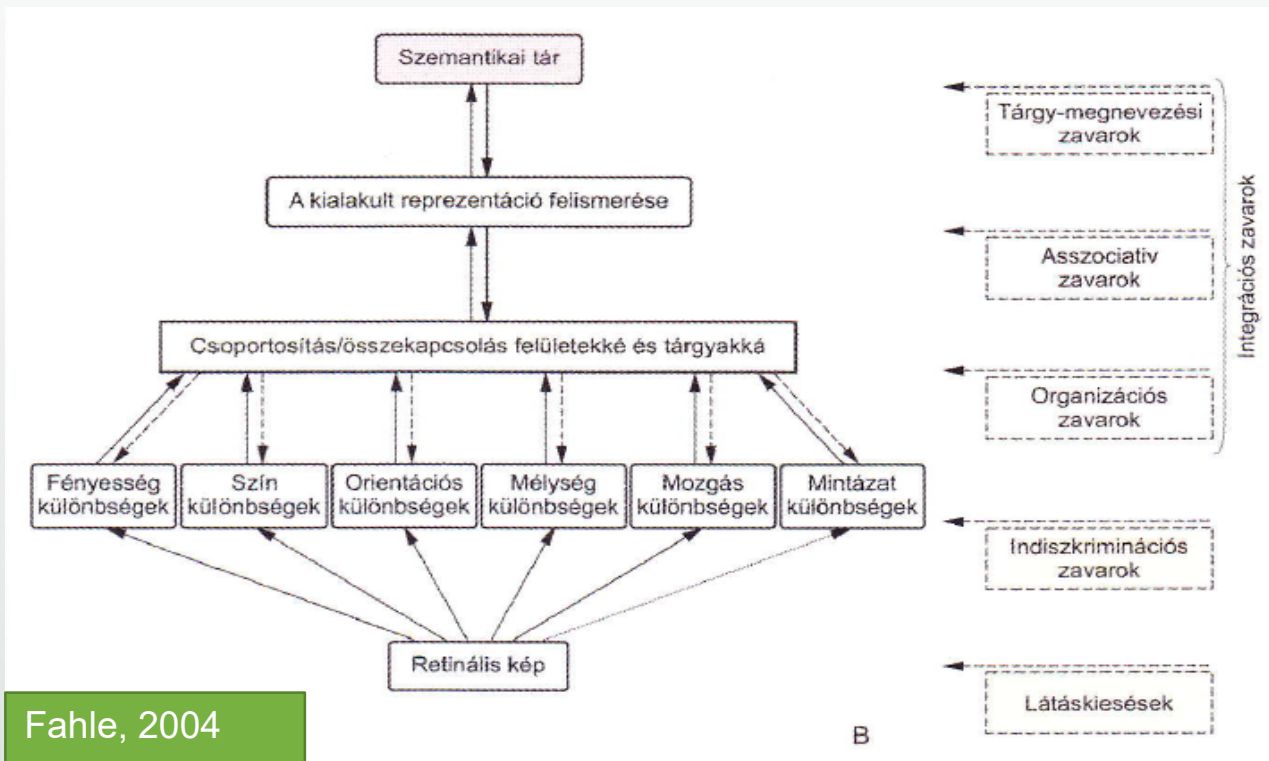 Szemantikai tár
Tárgy-megnevezési
zavarok
A kialakult reprezentáció felismerése
Asszociatív
zavarok
Integrációs zavarok
Csoportosítás/összekapcsolás felületekké és tárgyakká
Organizációs
zavarok
Fényesség
különbségek
Szín
különbségek
Orientációs
különbségek
Mélység
különbségek
Mozgás
különbségek
Mintázat
különbségek
Indiszkriminációs
zavarok
Retinális kép
Látáskiesések
Fahle, 2004
B